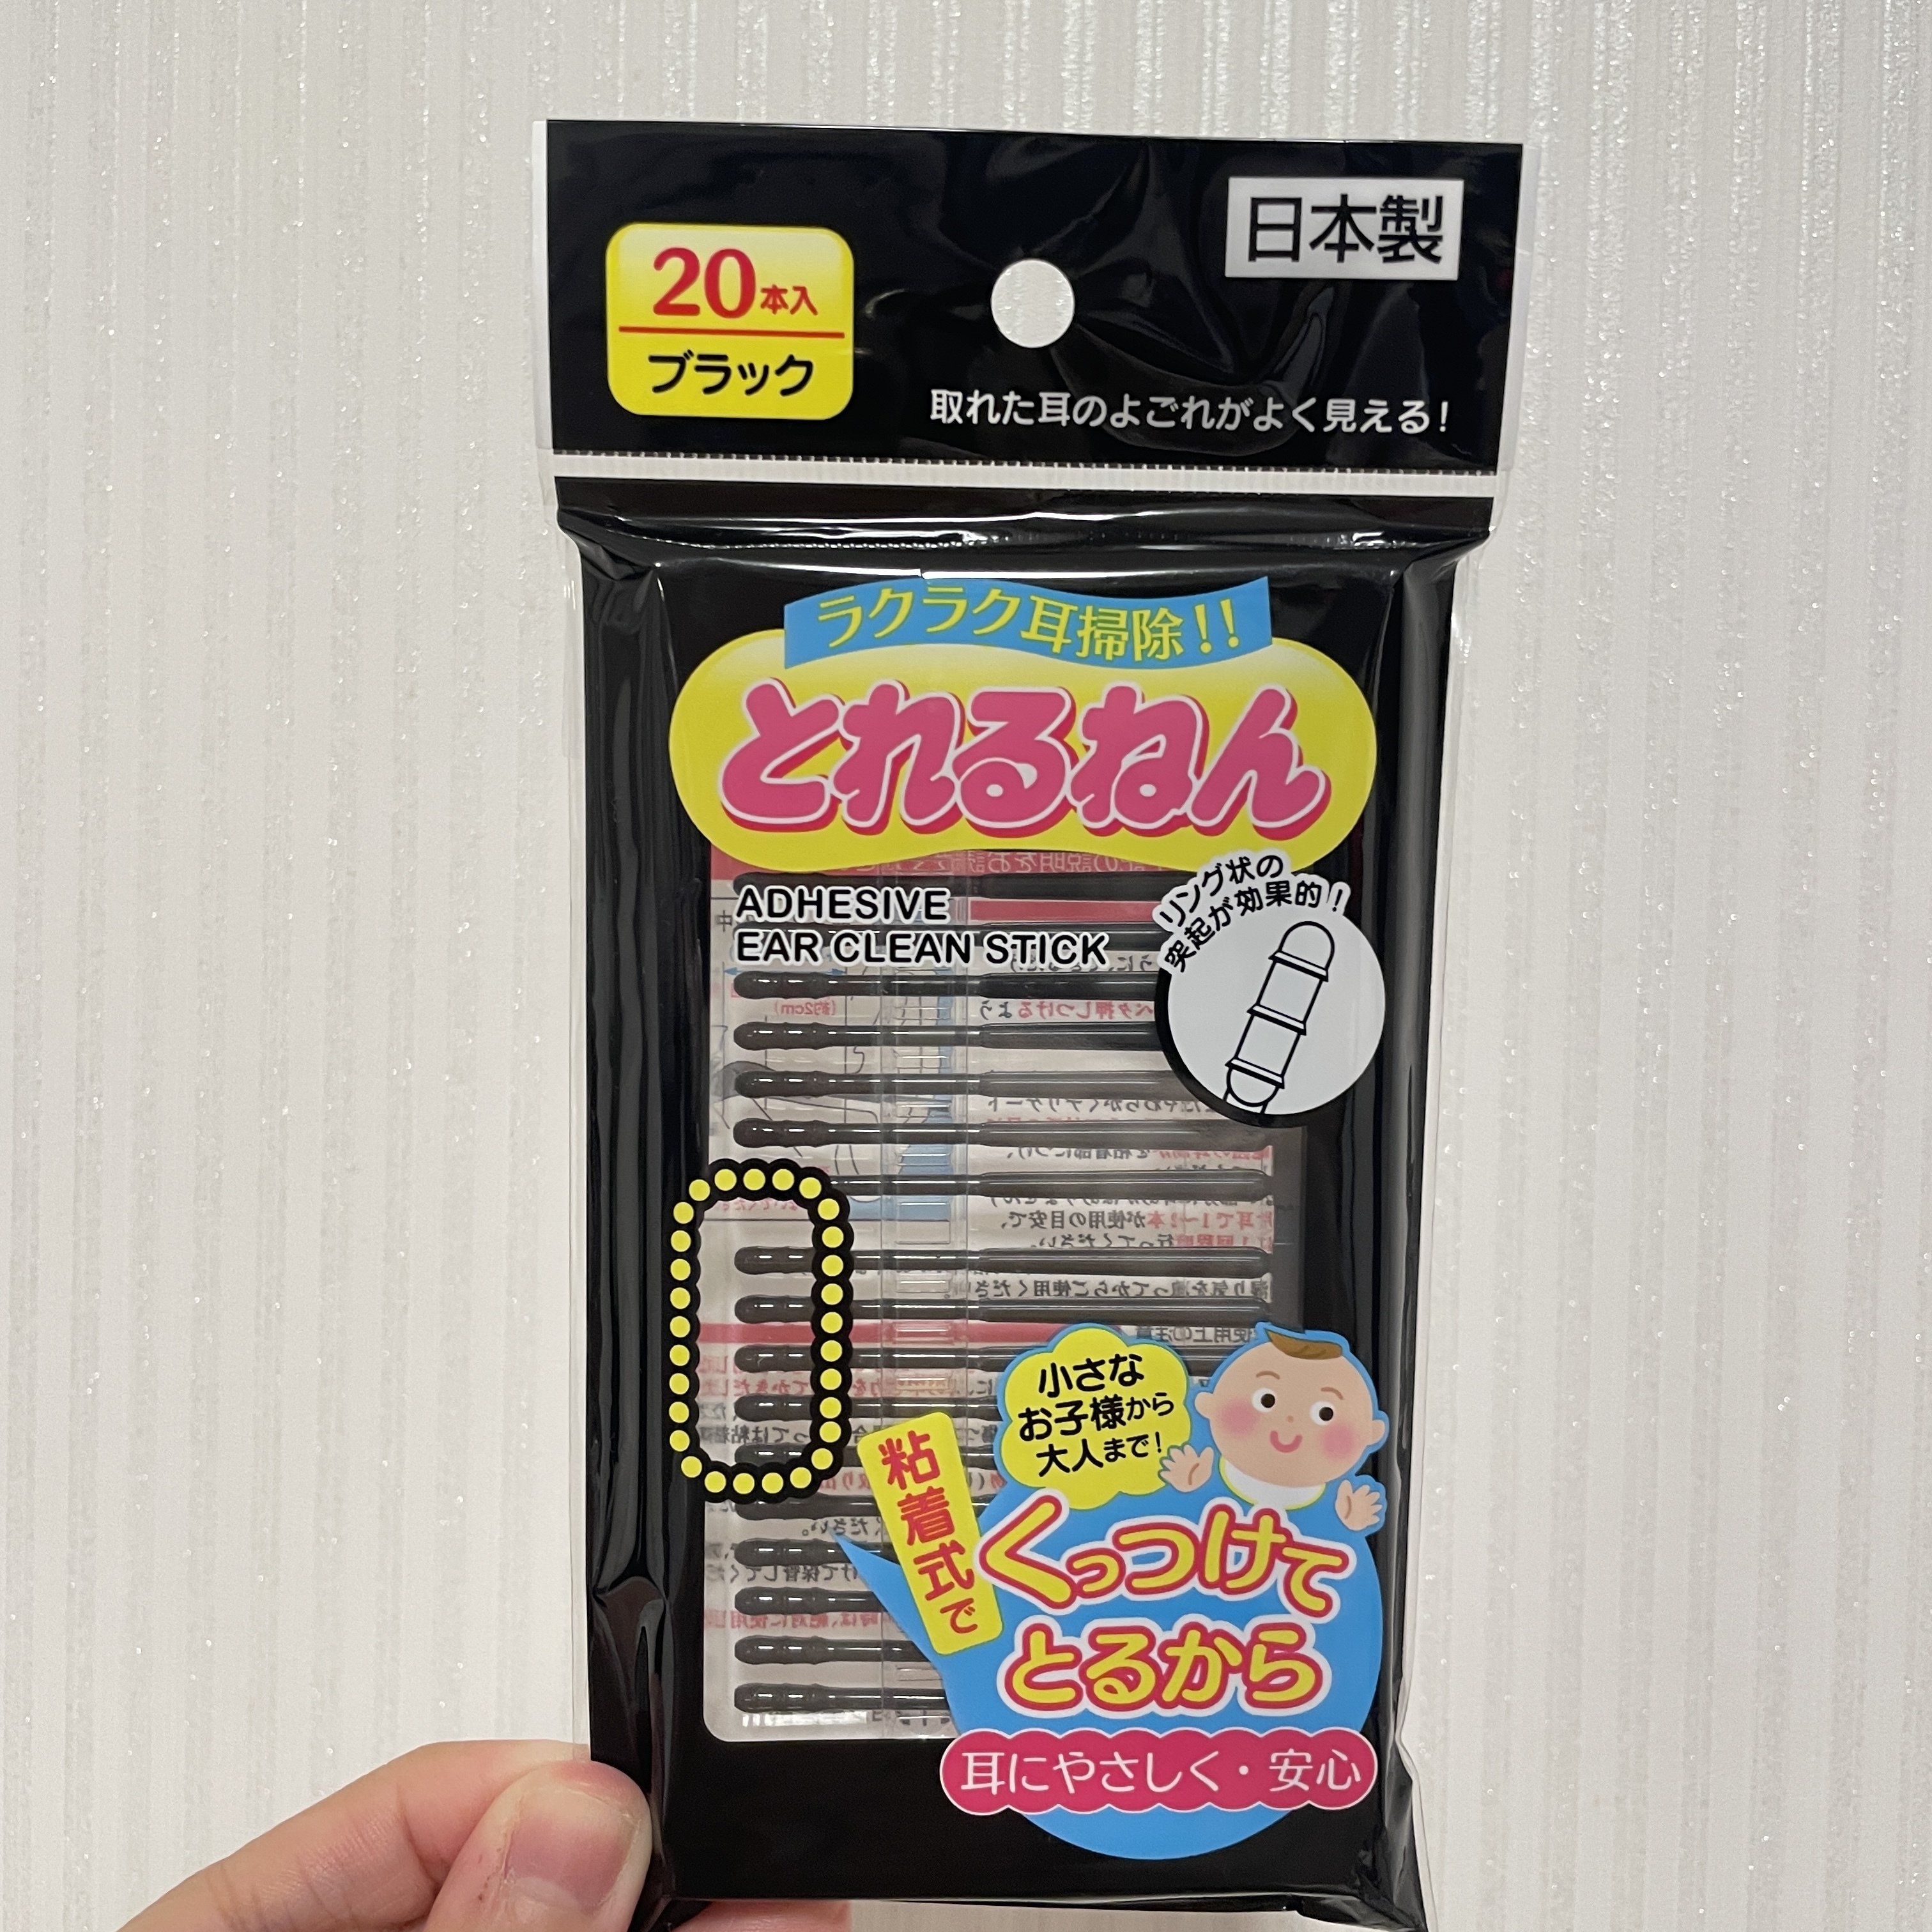 日本製
20本入
ブラック
取れた耳のよごれがよく見える!
ラクラク耳掃除!!
とれるねん
ADHESIVE
EAR CLEAN STICK
リング状の
突起が効果的!
小さな
お子様から
大人まで!
粘着式で
くっつけて
とるから
耳にやさしく・安心